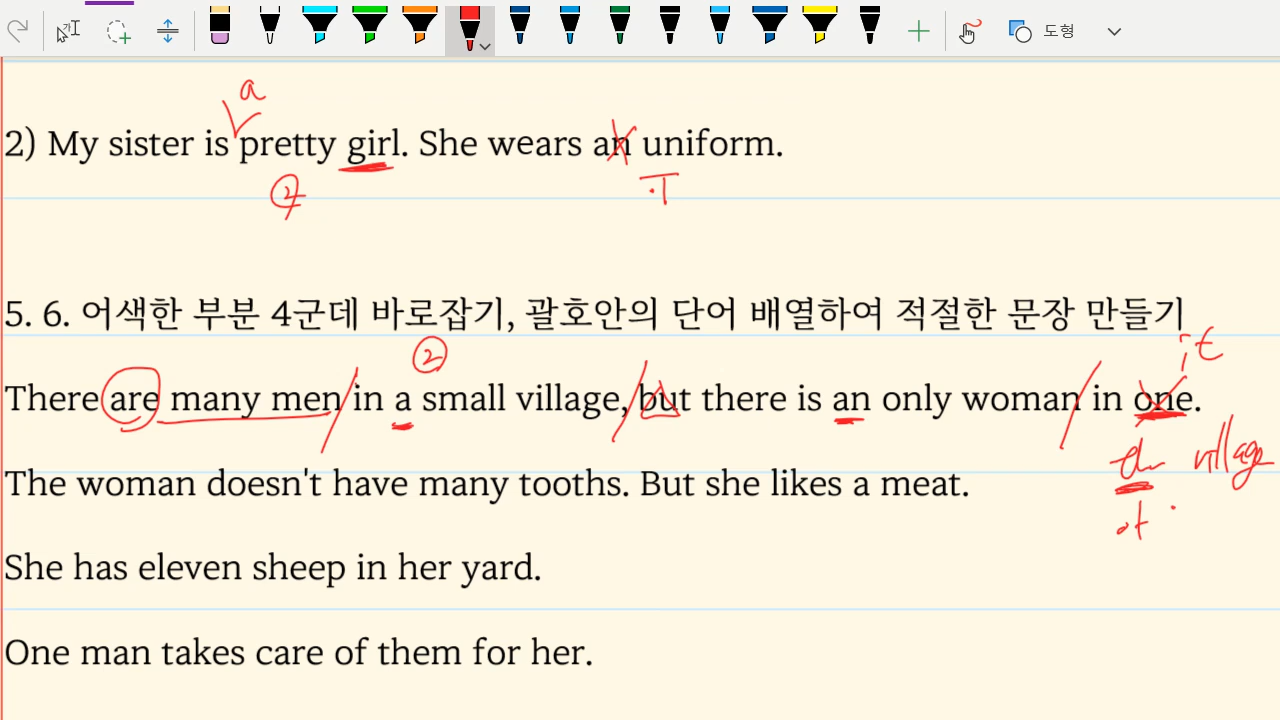 도형
a
2) My sister is pretty girl. She wears an uniform.
5. 6. 어색한 부분 4군데 바로잡기, 괄호안의 단어 배열하여 적절한 문장 만들기
it
②
There are many men in a small village, but there is an only woman in one.
village
The woman doesn't have many tooths. But she likes a meat.
She has eleven sheep in her yard.
One man takes care of them for her.